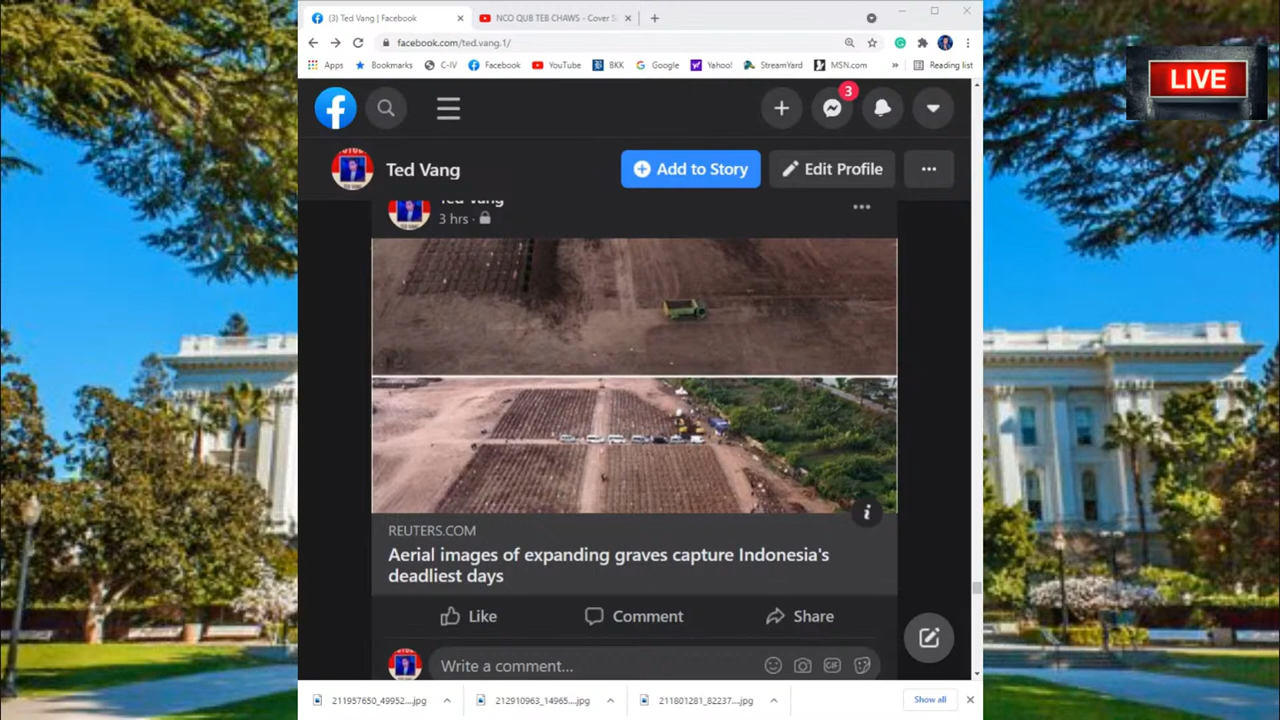 (3) Ted Vang | Facebook
NCO QUB TEB CHAWS - Cover S
LIVE
facebook.com/ted.vang.1/
Apps
Bookmarks
C-IV
Facebook
YouTube
BKK
Google
Yahoo!
StreamYard
MSN.com
»
Reading list
3
Ted Vang
Add to Story
Edit Profile
Ted Vang
3 hrs ·
REUTERS.COM
Aerial images of expanding graves capture Indonesia's
deadliest days
Like
Comment
Share
Write a comment...
GIF
211957650_49952....jpg
212910963_14965....jpg
211801281_82237....jpg
Show all